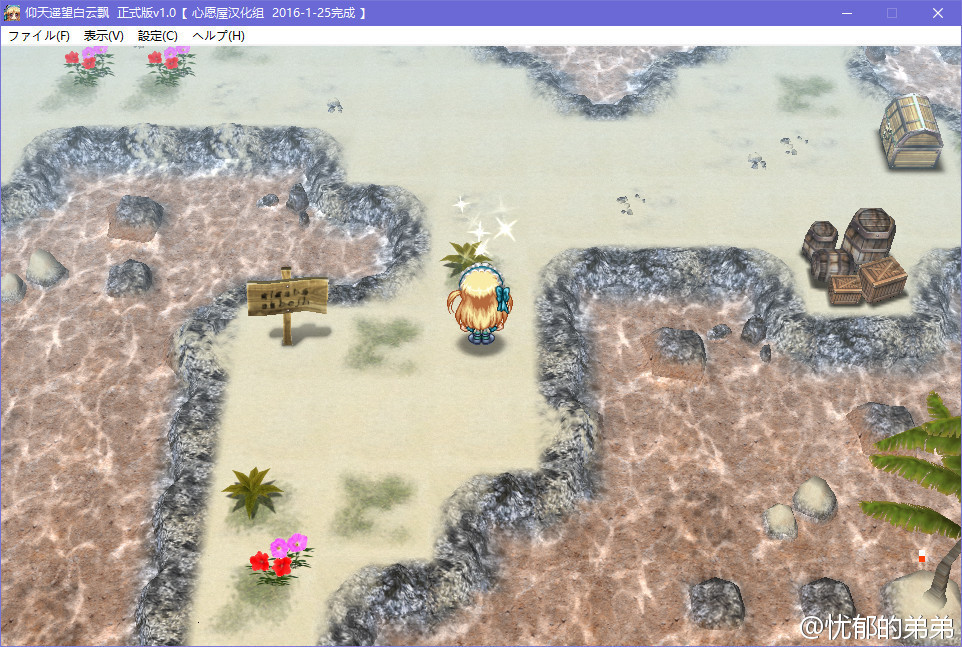 仰天遥望白云飘 正式版v1.0【 心愿屋汉化组 2016-1-25完成 】
ファイル(F) 表示(V) 設定(C) ヘルプ(H)
@忧郁的弟弟